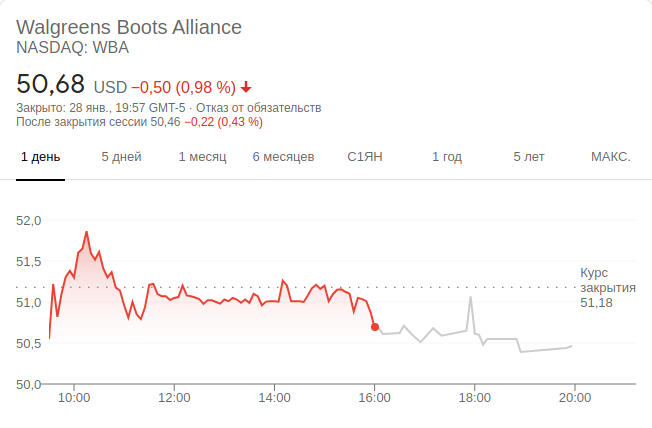 Walgreens Boots Alliance
NASDAQ: WBA
50,68 USD −0,50 (0,98 %)
Закрыто: 28 янв., 19:57 GMT-5 · Отказ от обязательств
После закрытия сессии 50,46 −0,22 (0,43 %)
1 день 5 дней 1 месяц 6 месяцев С1ЯН 1 год 5 лет МАКС.
52,0
51,5
Курс
закрытия
51,18
51,0
50,5
50,0
10:00 12:00 14:00 16:00 18:00 20:00